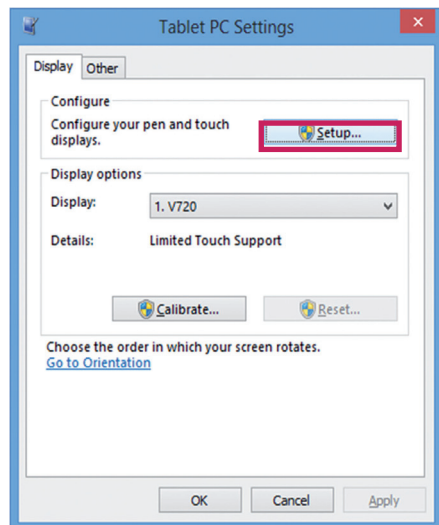 Tablet PC Settings
Display Other
Configure
Configure your pen and touch
displays.
Setup...
Display options
Display: 1. V720
Details: Limited Touch Support
Calibrate... Reset...
Choose the order in which your screen rotates.
Go to Orientation
OK Cancel Apply